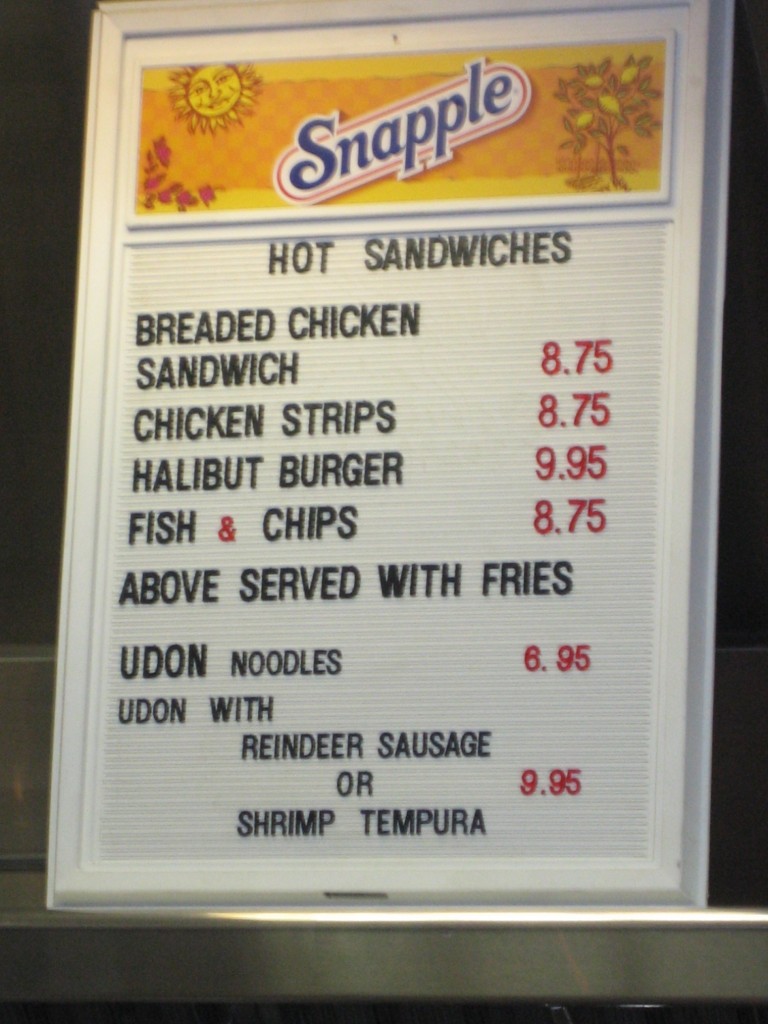 Snapple
HOT SANDWICHES
BREADED CHICKEN
SANDWICH 8.75
CHICKEN STRIPS 8.75
HALIBUT BURGER 9.95
FISH & CHIPS 8.75
ABOVE SERVED WITH FRIES
UDON NOODLES 6.95
UDON WITH
REINDEER SAUSAGE
OR 9.95
SHRIMP TEMPURA